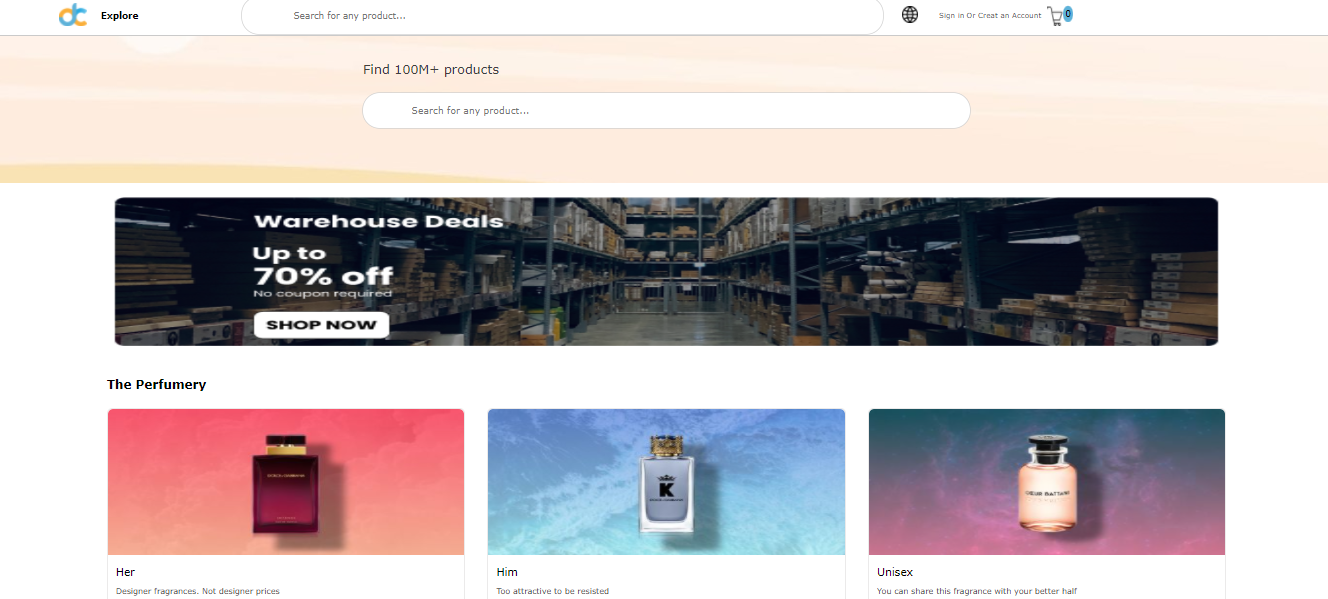 dc Explore Search for any product... Sign in Or Creat an Account 0
Find 100M+ products
Search for any product...
Warehouse Deals
Up to
70% off
No coupon required
SHOP NOW
The Perfumery
K
Her
Designer fragrances. Not designer prices
Him
Too attractive to be resisted
Unisex
You can share this fragrance with your better half